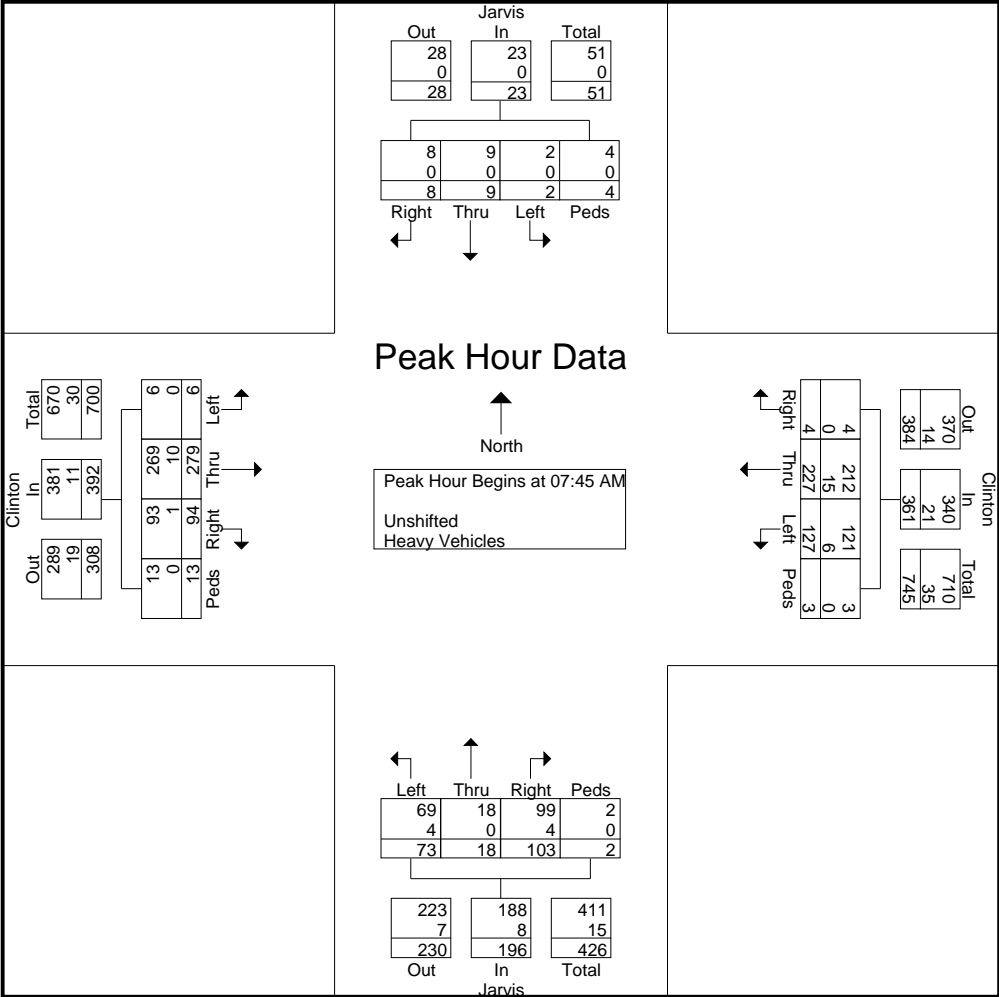 Jarvis
Out In Total
28 23 51
0 0 0
28 23 51
8 9 2 4
0 0 0 0
8 9 2 4
Right Thru Left Peds
Peak Hour Data
North
Peak Hour Begins at 07:45 AM
Unshifted
Heavy Vehicles
Clinton
Out In Total
289 381 670
19 11 30
308 392 700
13 93 269 6
0 1 10 0
13 94 279 6
Peds Right Thru Left
Clinton
Out In Total
370 340 710
14 21 35
384 361 745
4 212 121 3
0 15 6 0
4 227 127 3
Right Thru Left Peds
Left Thru Right Peds
69 18 99 2
4 0 4 0
73 18 103 2
223 188 411
7 8 15
230 196 426
Out In Total
Jarvis